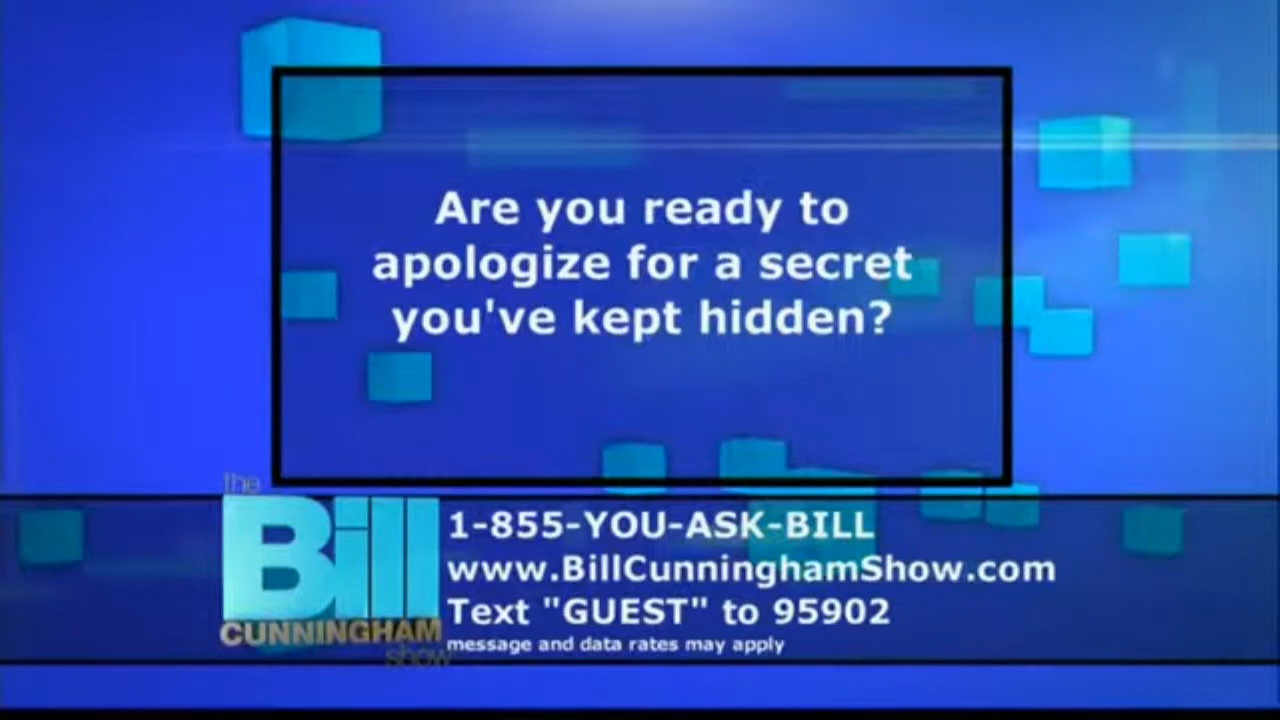 Are you ready to
apologize for a secret
you've kept hidden?
the
Bill
CUNNINGHAM
show
1-855-YOU-ASK-BILL
www.BillCunninghamShow.com
Text "GUEST" to 95902
message and data rates may apply